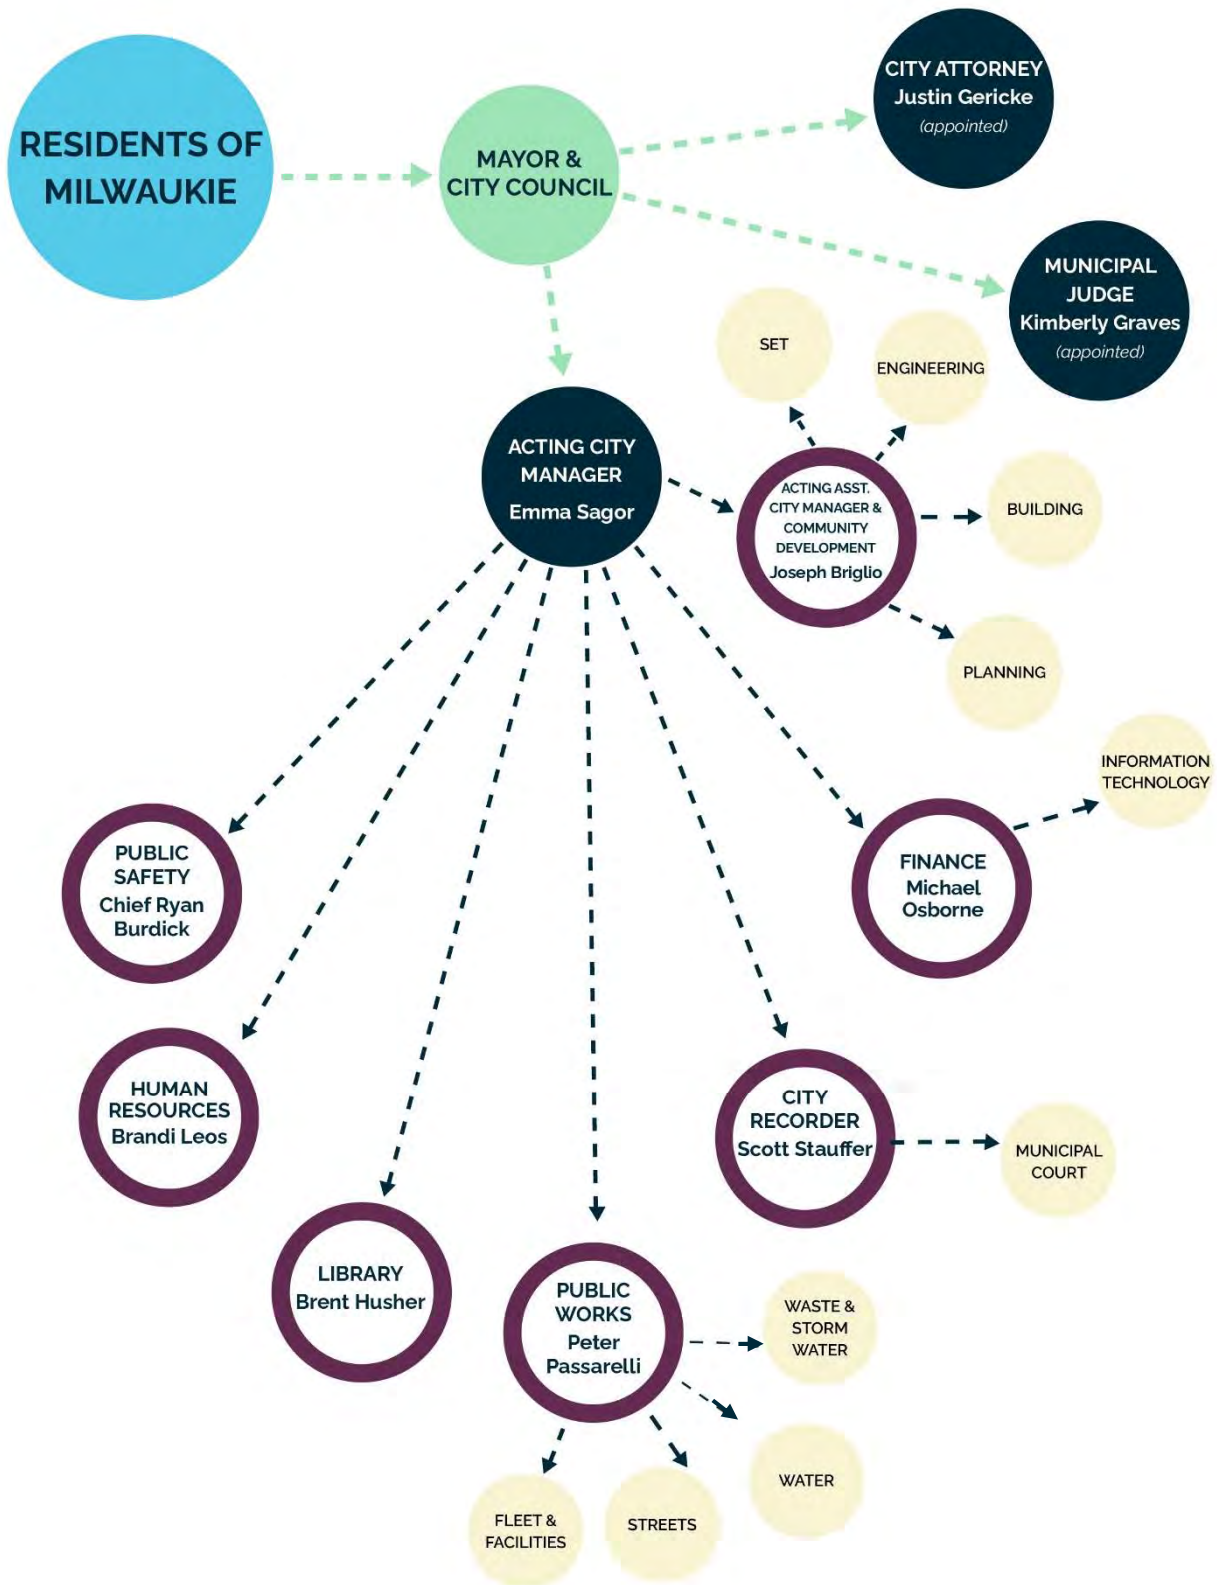 RESIDENTS OF
MILWAUKIE
MAYOR &
CITY COUNCIL
CITY ATTORNEY
Justin Gericke
(appointed)
MUNICIPAL
JUDGE
Kimberly Graves
(appointed)
ACTING CITY
MANAGER
Emma Sagor
SET
ENGINEERING
ACTING ASST.
CITY MANAGER &
COMMUNITY
DEVELOPMENT
Joseph Briglio
BUILDING
PLANNING
INFORMATION
TECHNOLOGY
FINANCE
Michael
Osborne
PUBLIC
SAFETY
Chief Ryan
Burdick
HUMAN
RESOURCES
Brandi Leos
CITY
RECORDER
Scott Stauffer
MUNICIPAL
COURT
LIBRARY
Brent Husher
PUBLIC
WORKS
Peter
Passarelli
WASTE &
STORM
WATER
WATER
STREETS
FLEET &
FACILITIES